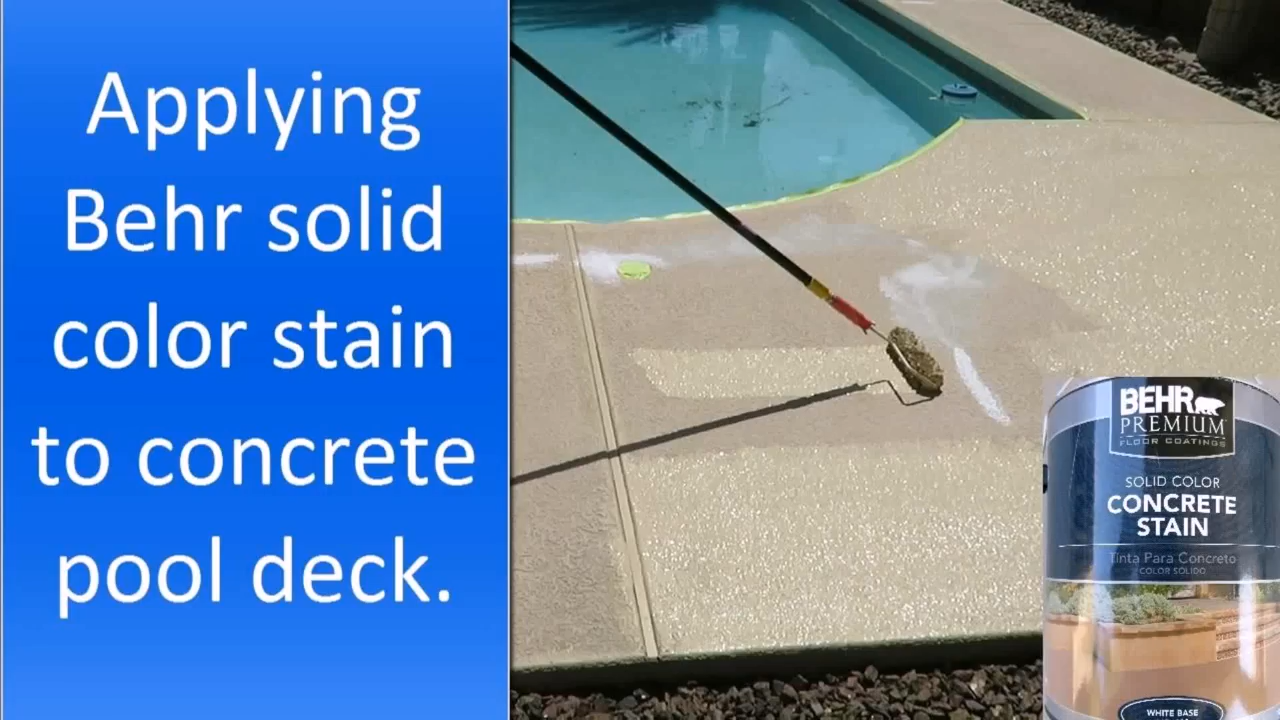 Applying
Behr solid
color stain
to concrete
pool deck.
BEHR
PREMIUM
FLOOR COATINGS
SOLID COLOR
CONCRETE
STAIN
Tinta Para Concreto
COLOR SOLIDO
WHITE BASE